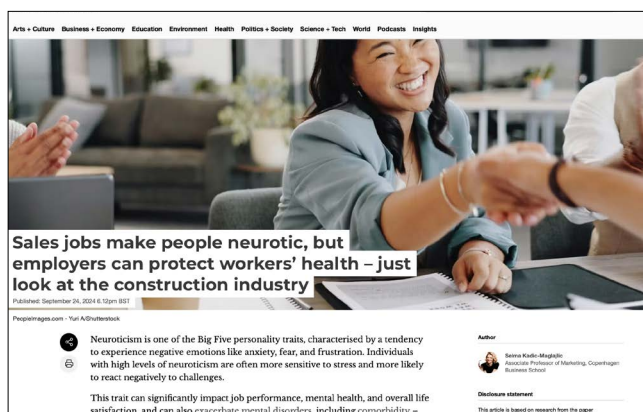 Arts + Culture Business + Economy Education Environment Health Politics + Society Science + Tech World Podcasts Insights
Sales jobs make people neurotic, but
employers can protect workers' health – just
look at the construction industry
Published: September 24, 2024 6.12pm BST
PeopleImages.com - Yuri A/Shutterstock
Neuroticism is one of the Big Five personality traits, characterised by a tendency
to experience negative emotions like anxiety, fear, and frustration. Individuals
with high levels of neuroticism are often more sensitive to stress and more likely
to react negatively to challenges.
This trait can significantly impact job performance, mental health, and overall life
satisfaction, and can also exacerbate mental disorders, including comorbidity –
Author
Selma Kadic-Maglajlic
Associate Professor of Marketing, Copenhagen
Business School
Disclosure statement
This article is based on research from the paper